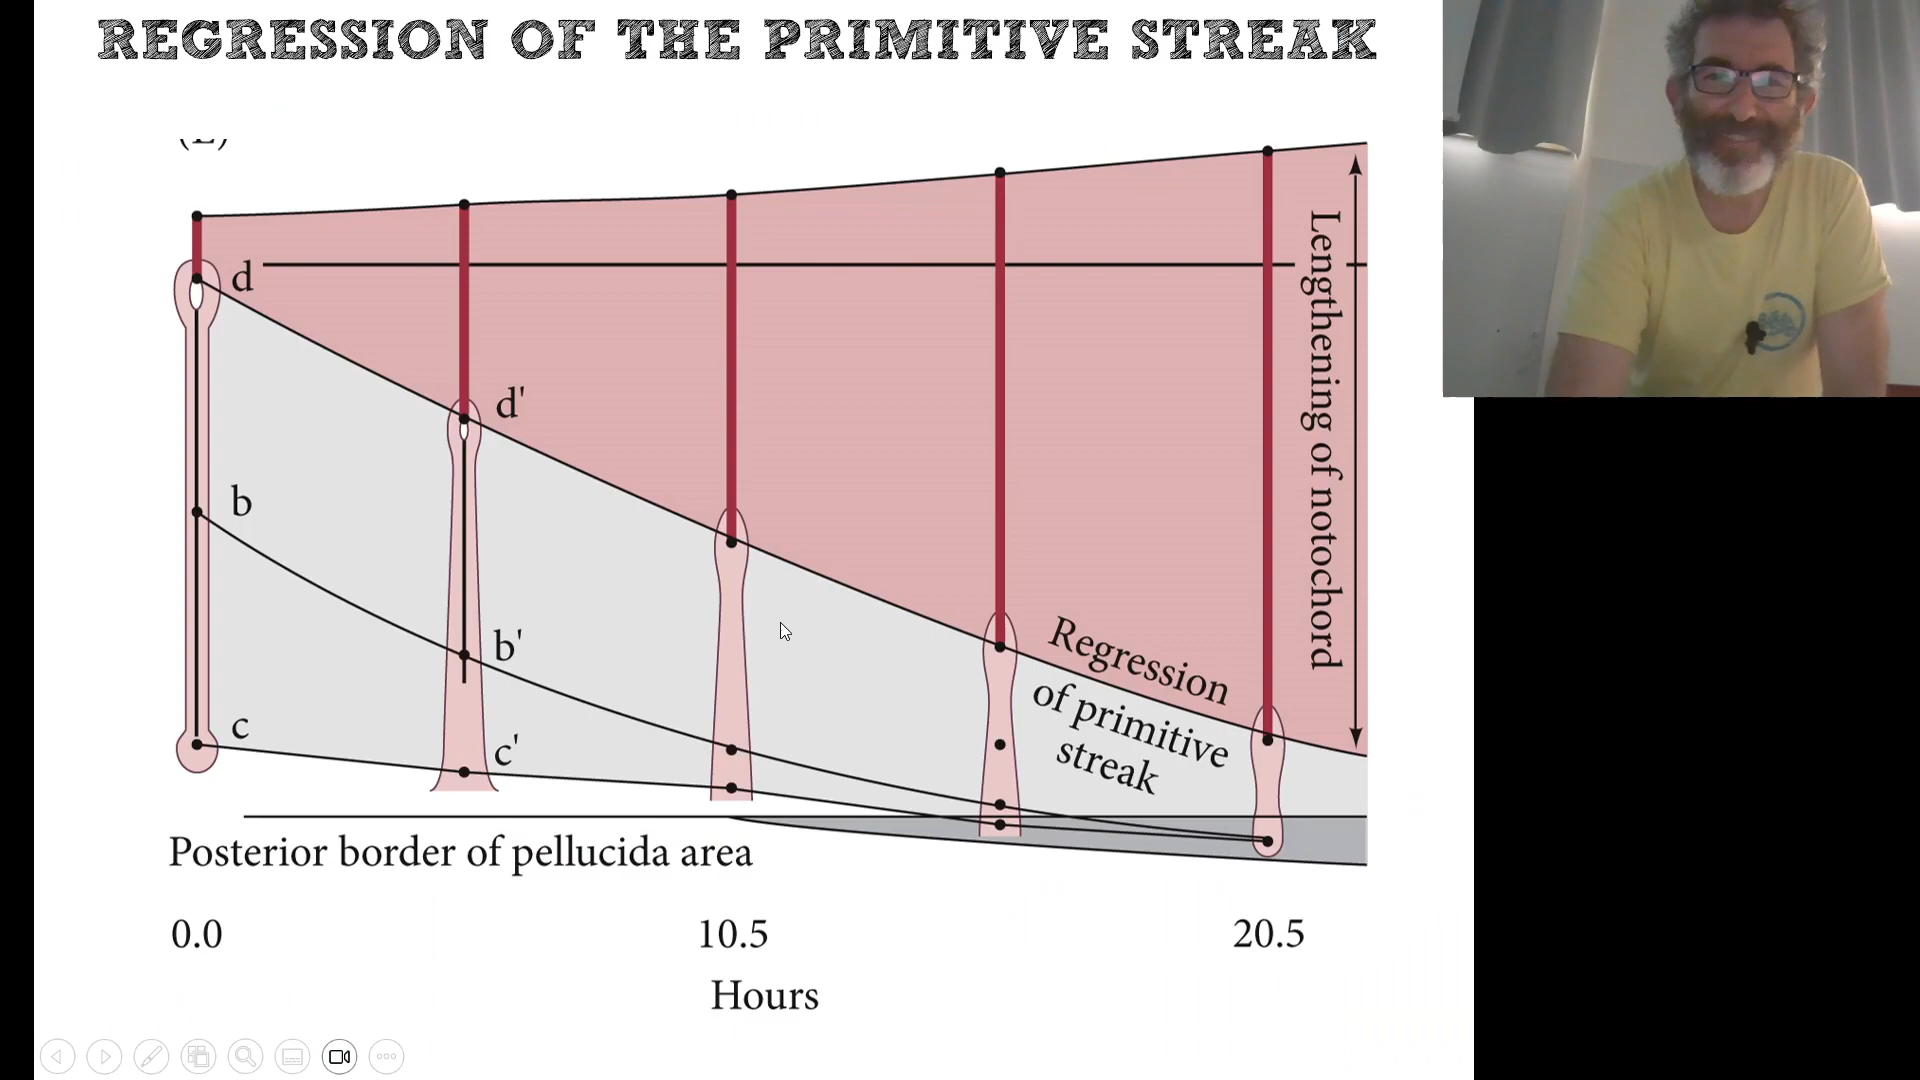 REGRESSION OF THE PRIMITIVE STREAK
d
d'
b
b'
c
c'
Lengthening of notochord
Regression
of primitive
streak
Posterior border of pellucida area
0.0
10.5
20.5
Hours